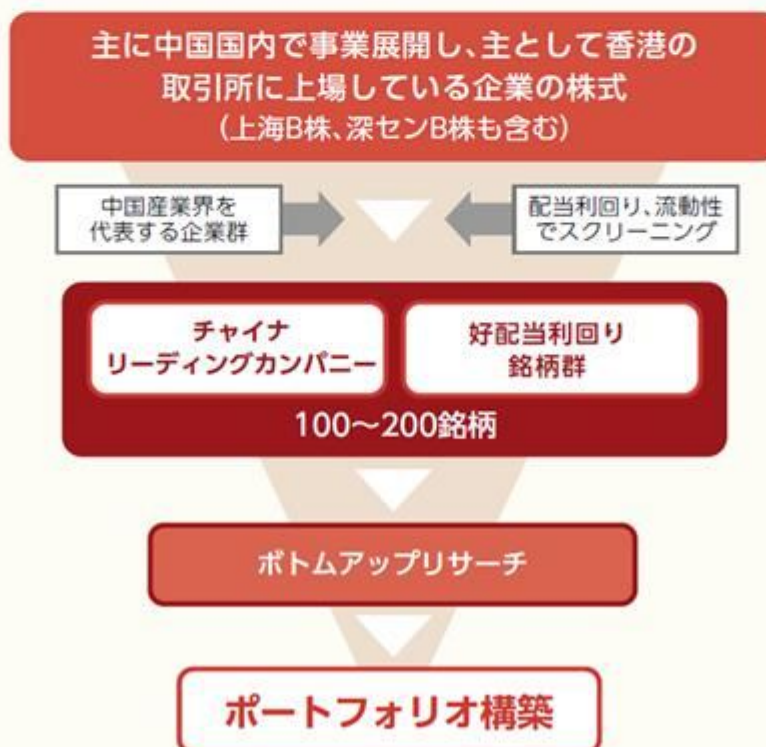 主に中国国内で事業展開し、主として香港の
取引所に上場している企業の株式
(上海B株、深センB株も含む)
中国産業界を
代表する企業群
配当利回り、流動性
でスクリーニング
チャイナ
リーディングカンパニー
好配当利回り
銘柄群
100～200銘柄
ボトムアップリサーチ
ポートフォリオ構築